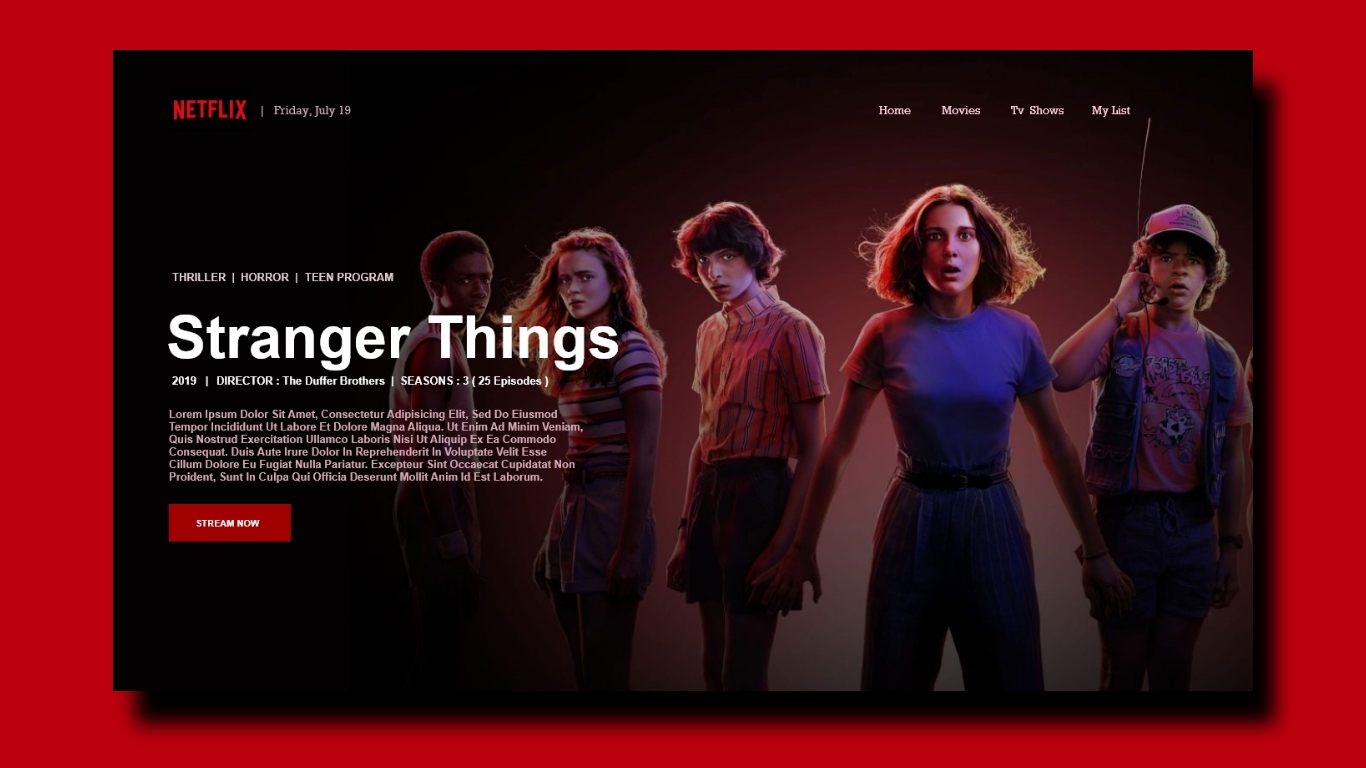 NETFLIX | Friday, July 19
Home Movies Tv Shows My List
THRILLER | HORROR | TEEN PROGRAM
Stranger Things
2019 | DIRECTOR : The Duffer Brothers | SEASONS : 3 ( 25 Episodes )
Lorem Ipsum Dolor Sit Amet, Consectetur Adipisicing Elit, Sed Do Eiusmod
Tempor Incididunt Ut Labore Et Dolore Magna Aliqua. Ut Enim Ad Minim Veniam,
Quis Nostrud Exercitation Ullamco Laboris Nisi Ut Aliquip Ex Ea Commodo
Consequat. Duis Aute Irure Dolor In Reprehenderit In Voluptate Velit Esse
Cillum Dolore Eu Fugiat Nulla Pariatur. Excepteur Sint Occaecat Cupidatat Non
Proident, Sunt In Culpa Qui Officia Deserunt Mollit Anim Id Est Laborum.
STREAM NOW